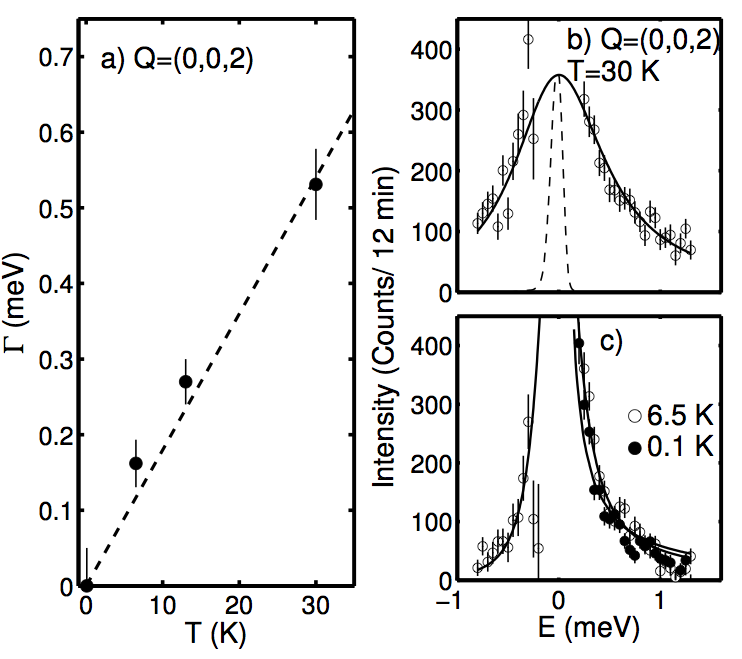 a) Q=(0,0,2)
0.7
0.6
0.5
0.4
0.3
0.2
0.1
0
0 10 20 30
T (K)
Γ (meV)
b) Q=(0,0,2)
T=30 K
400
300
200
100
0
Intensity (Counts/ 12 min)
c)
6.5 K
0.1 K
400
300
200
100
0
−1 0 1
E (meV)